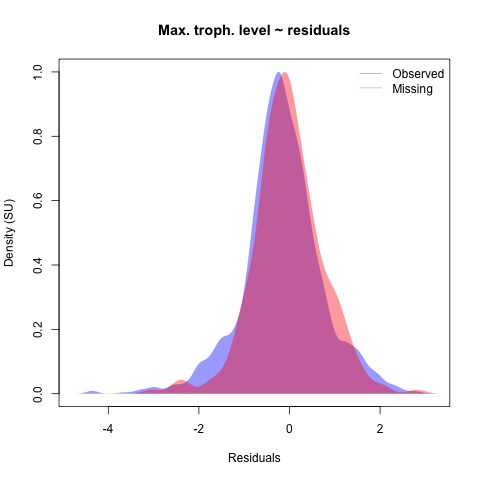 Max. troph. level ~ residuals
Observed
Missing
Density (SU)
1.0
0.8
0.6
0.4
0.2
0.0
-4
-2
0
2
Residuals